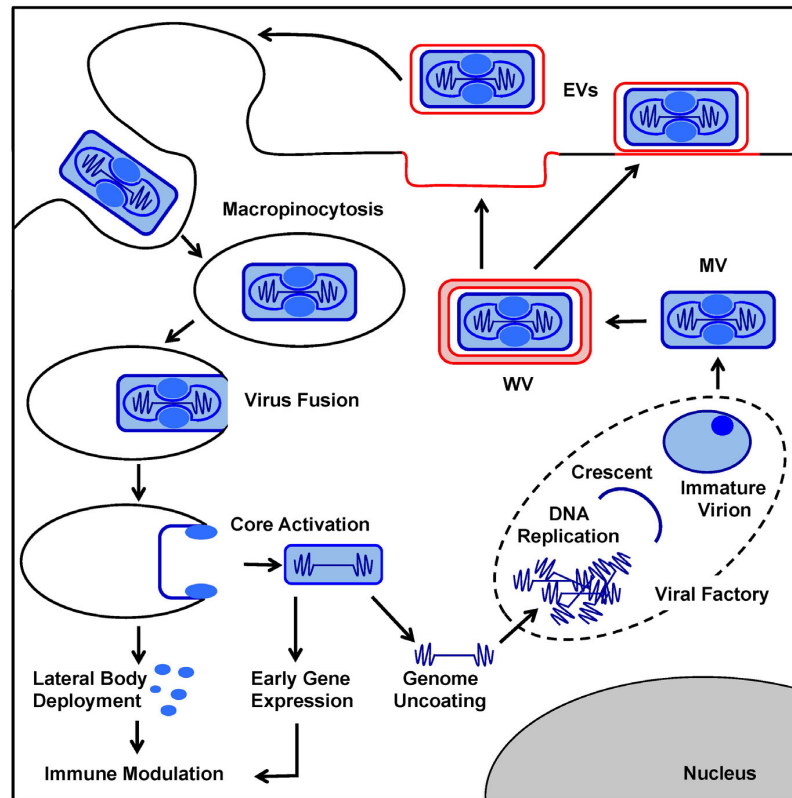 EVs
Macropinocytosis
MV
WV
Virus Fusion
Crescent
Immature
Virion
DNA
Replication
Viral Factory
Core Activation
Lateral Body
Deployment
Early Gene
Expression
Genome
Uncoating
Immune Modulation
Nucleus